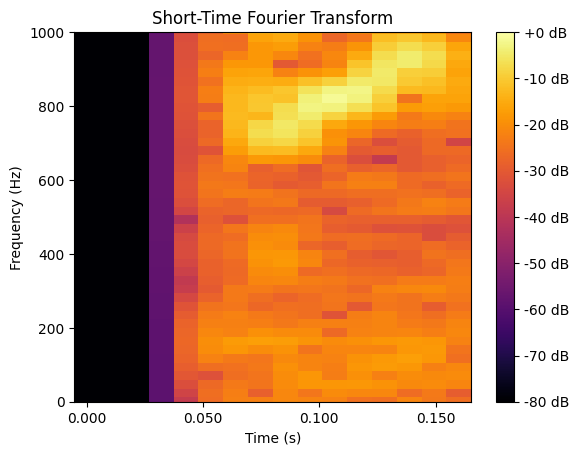 Short-Time Fourier Transform
1000
800
600
400
200
0
Frequency (Hz)
0.000
0.050
0.100
0.150
Time (s)
+0 dB
-10 dB
-20 dB
-30 dB
-40 dB
-50 dB
-60 dB
-70 dB
-80 dB